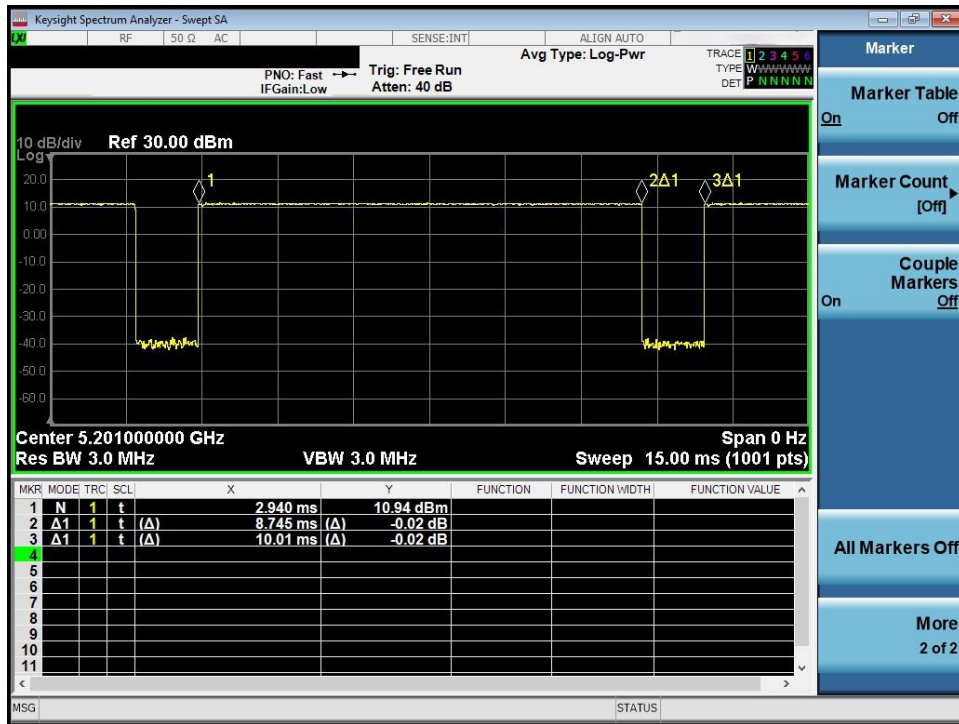 Keysight Spectrum Analyzer - Swept SA
LXI RF 50 Ω AC SENSE:INT ALIGN AUTO
Avg Type: Log-Pwr
PNO: Fast
IFGain:Low
Trig: Free Run
Atten: 40 dB
TRACE 1 2 3 4 5 6
TYPE WWWWWW
DET P N N N N N
10 dB/div
Log
Ref 30.00 dBm
1
2Δ1
3Δ1
20.0
10.0
0.00
-10.0
-20.0
-30.0
-40.0
-50.0
-60.0
Center 5.201000000 GHz Span 0 Hz
Res BW 3.0 MHz VBW 3.0 MHz Sweep 15.00 ms (1001 pts)
MKR MODE TRC SCL X Y FUNCTION FUNCTION WIDTH FUNCTION VALUE
1 N 1 t 2.940 ms 10.94 dBm
2 Δ1 1 t (Δ) 8.745 ms (Δ) -0.02 dB
3 Δ1 1 t (Δ) 10.01 ms (Δ) -0.02 dB
4
5
6
7
8
9
10
11
MSG STATUS
Marker
Marker Table
On Off
Marker Count
[Off]
Couple
Markers
On Off
All Markers Off
More
2 of 2